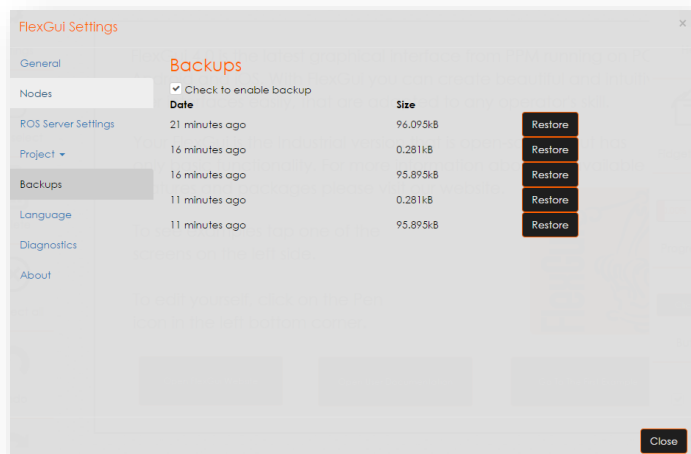 FlexGui Settings
×
General
Nodes
ROS Server Settings
Project
Backups
Language
Diagnostics
About
Backups
Check to enable backup
Date Size
21 minutes ago 96.095kB Restore
16 minutes ago 0.281kB Restore
16 minutes ago 95.895kB Restore
11 minutes ago 0.281kB Restore
11 minutes ago 95.895kB Restore
Close